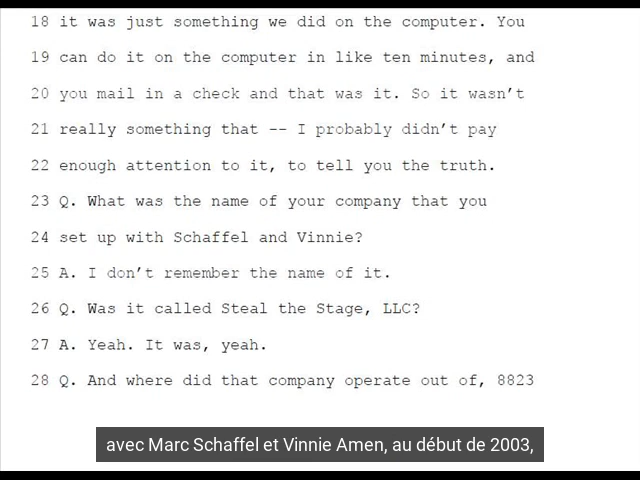 18 it was just something we did on the computer. You
19 can do it on the computer in like ten minutes, and
20 you mail in a check and that was it. So it wasn't
21 really something that -- I probably didn't pay
22 enough attention to it, to tell you the truth.
23 Q. What was the name of your company that you
24 set up with Schaffel and Vinnie?
25 A. I don't remember the name of it.
26 Q. Was it called Steal the Stage, LLC?
27 A. Yeah. It was, yeah.
28 Q. And where did that company operate out of, 8823
avec Marc Schaffel et Vinnie Amen, au début de 2003,